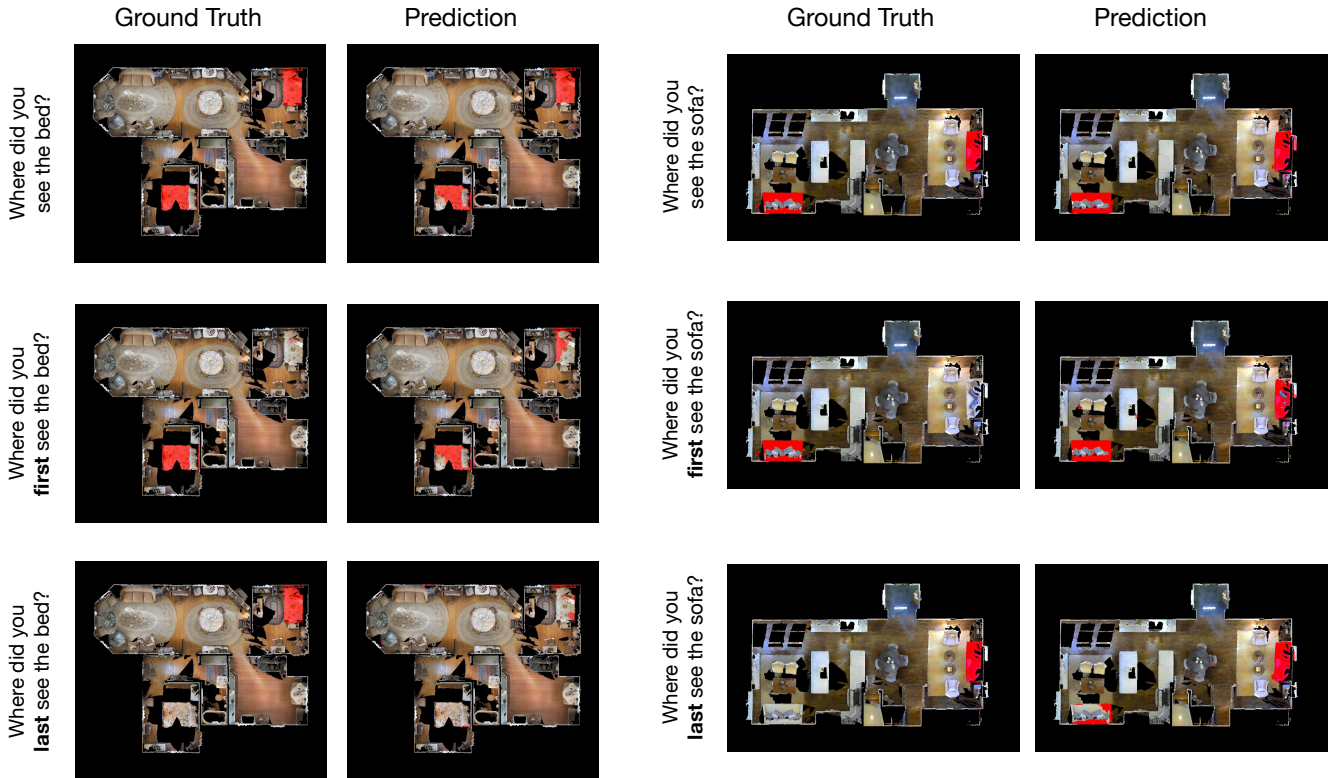 Ground Truth
Prediction
Ground Truth
Prediction
Where did you
see the bed?
Where did you
see the sofa?
Where did you
first see the bed?
Where did you
first see the sofa?
Where did you
last see the bed?
Where did you
last see the sofa?